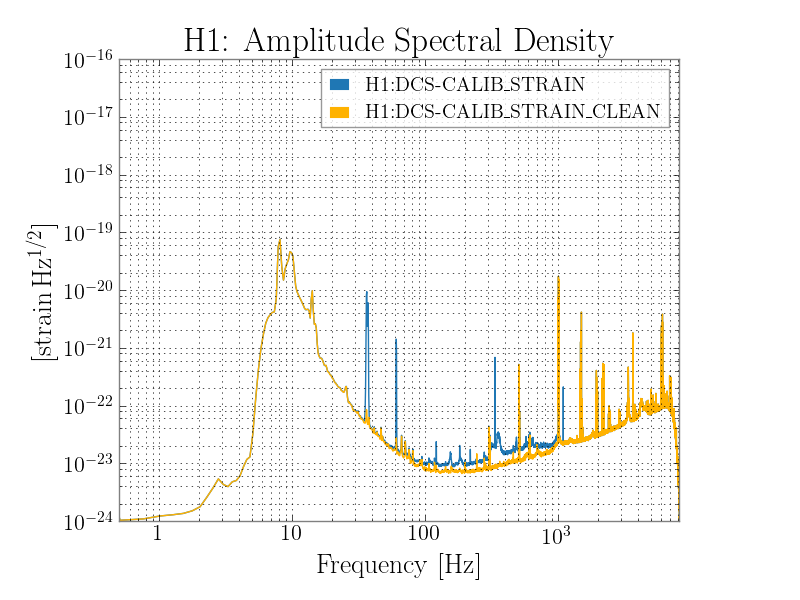 H1: Amplitude Spectral Density
H1:DCS-CALIB_STRAIN
H1:DCS-CALIB_STRAIN_CLEAN
[strain Hz^{1/2}]
10^{−16}
10^{−17}
10^{−18}
10^{−19}
10^{−20}
10^{−21}
10^{−22}
10^{−23}
10^{−24}
1 10 100 10^3
Frequency [Hz]